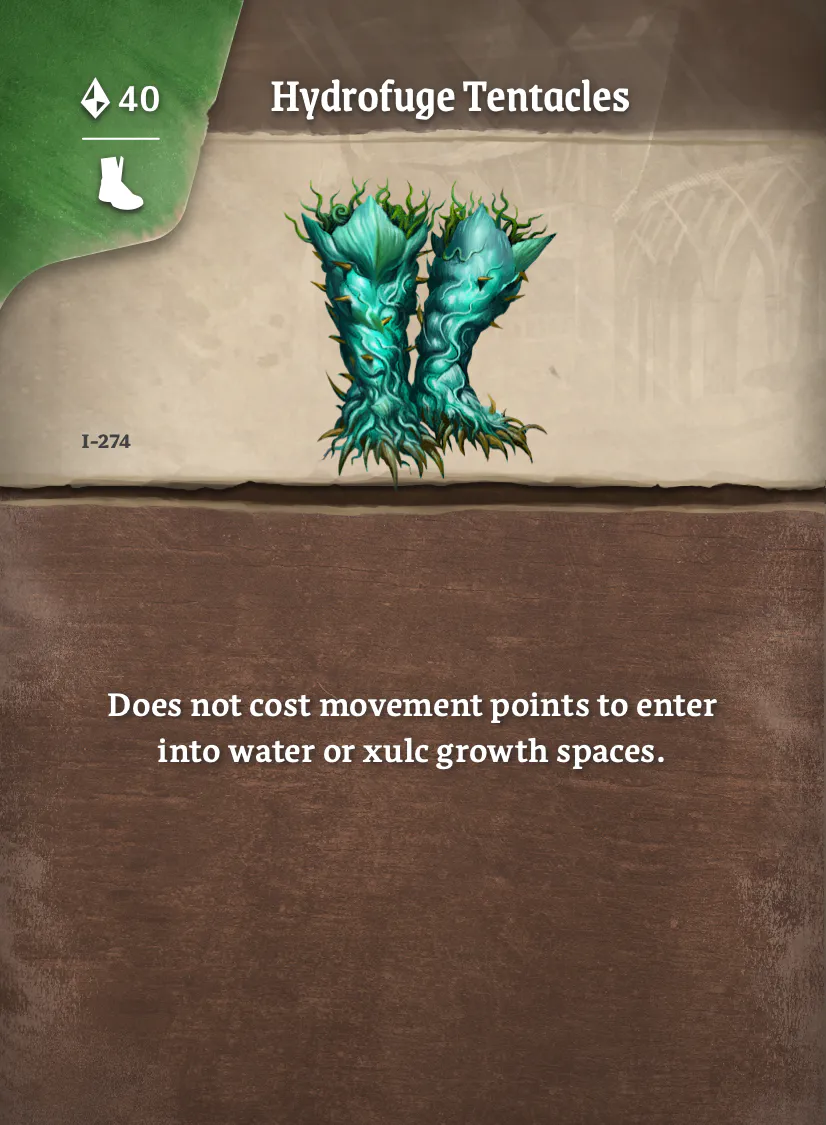 40
Hydrofuge Tentacles
I-274
Does not cost movement points to enter
into water or xulc growth spaces.